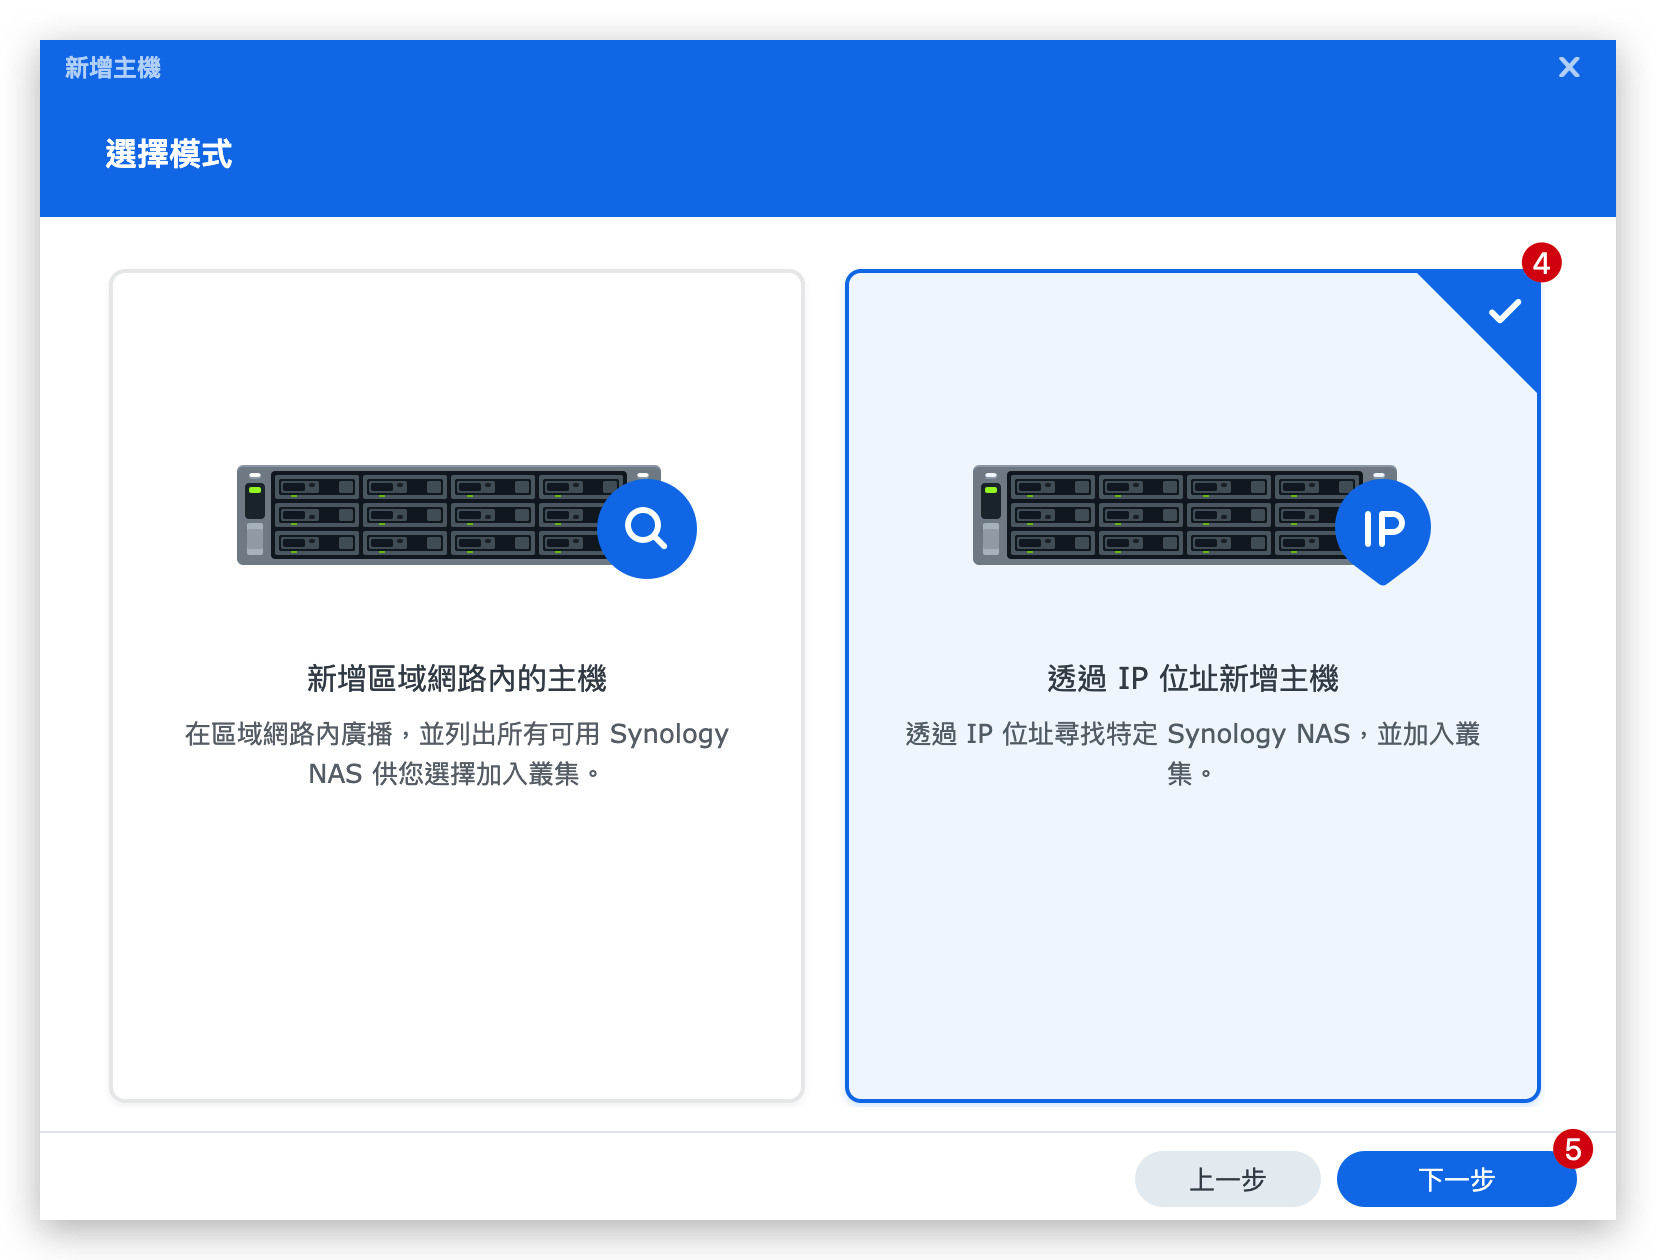 新增主機
選擇模式
4
IP
新增區域網路內的主機
在區域網路內廣播，並列出所有可用 Synology
NAS 供您選擇加入叢集。
透過 IP 位址新增主機
透過 IP 位址尋找特定 Synology NAS，並加入叢
集。
上一步
下一步
5